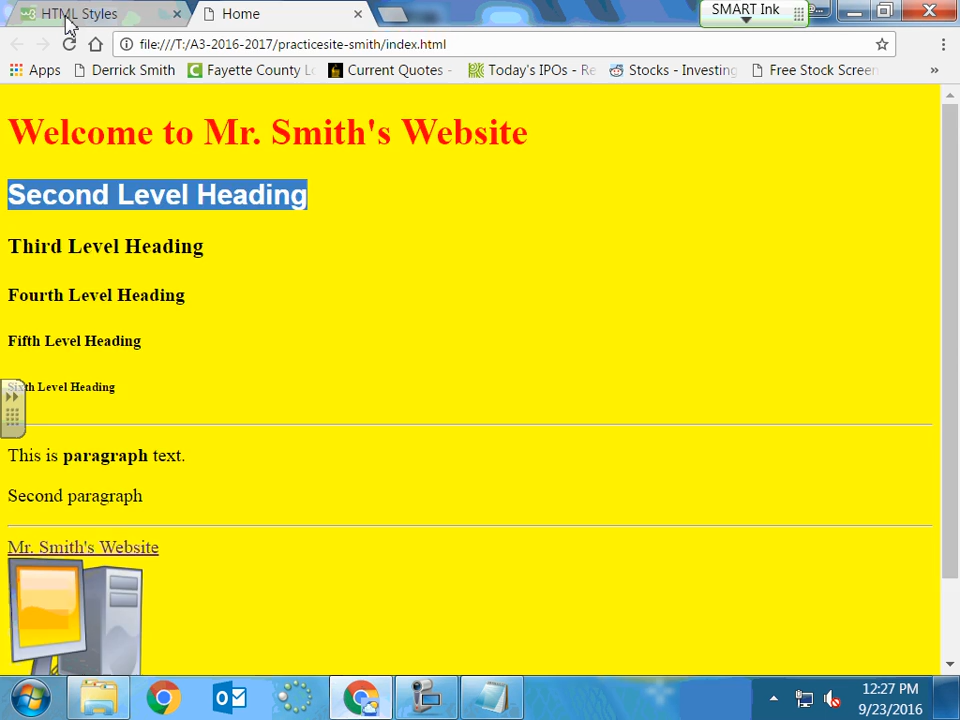 HTML Styles
Home
SMART Ink
file:///T:/A3-2016-2017/practicesite-smith/index.html
Apps
Derrick Smith
Fayette County Lo
Current Quotes -
Today's IPOs - Re
Stocks - Investing
Free Stock Screen
»
Welcome to Mr. Smith's Website
Second Level Heading
Third Level Heading
Fourth Level Heading
Fifth Level Heading
Sixth Level Heading
This is paragraph text.
Second paragraph
Mr. Smith's Website
12:27 PM
9/23/2016